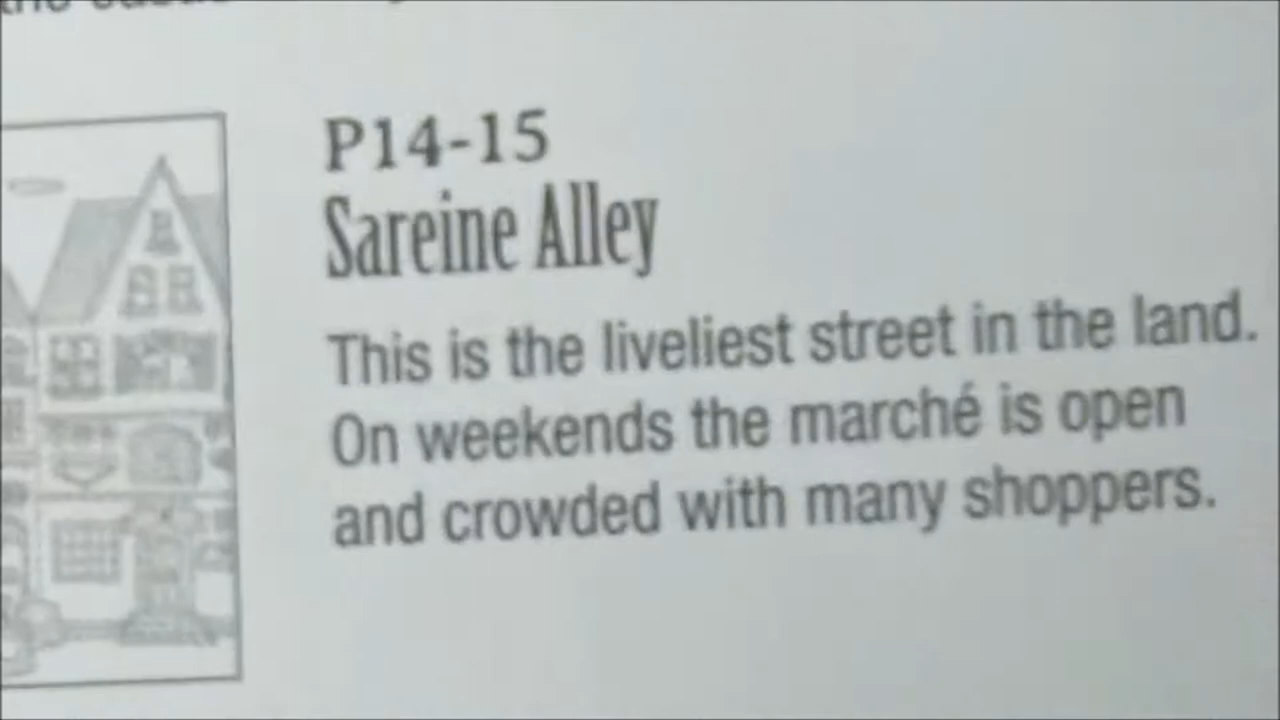 P14-15
Sareine Alley
This is the liveliest street in the land.
On weekends the marché is open
and crowded with many shoppers.